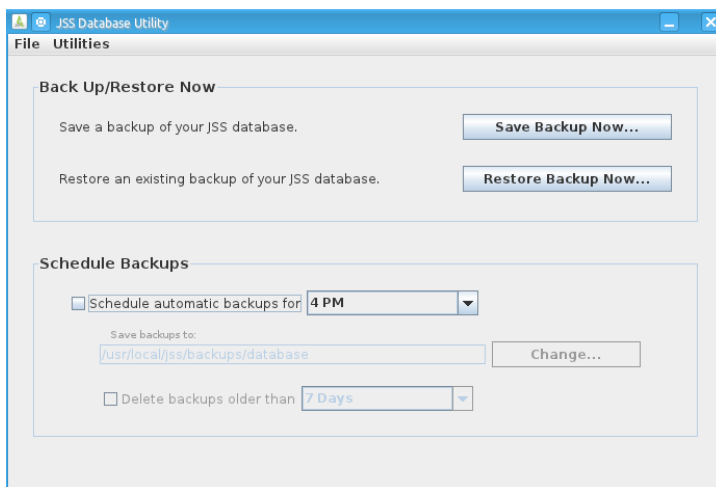 JSS Database Utility
File Utilities
Back Up/Restore Now
Save a backup of your JSS database.
Save Backup Now...
Restore an existing backup of your JSS database.
Restore Backup Now...
Schedule Backups
Schedule automatic backups for 4 PM
Save backups to:
/usr/local/jss/backups/database
Change...
Delete backups older than 7 Days